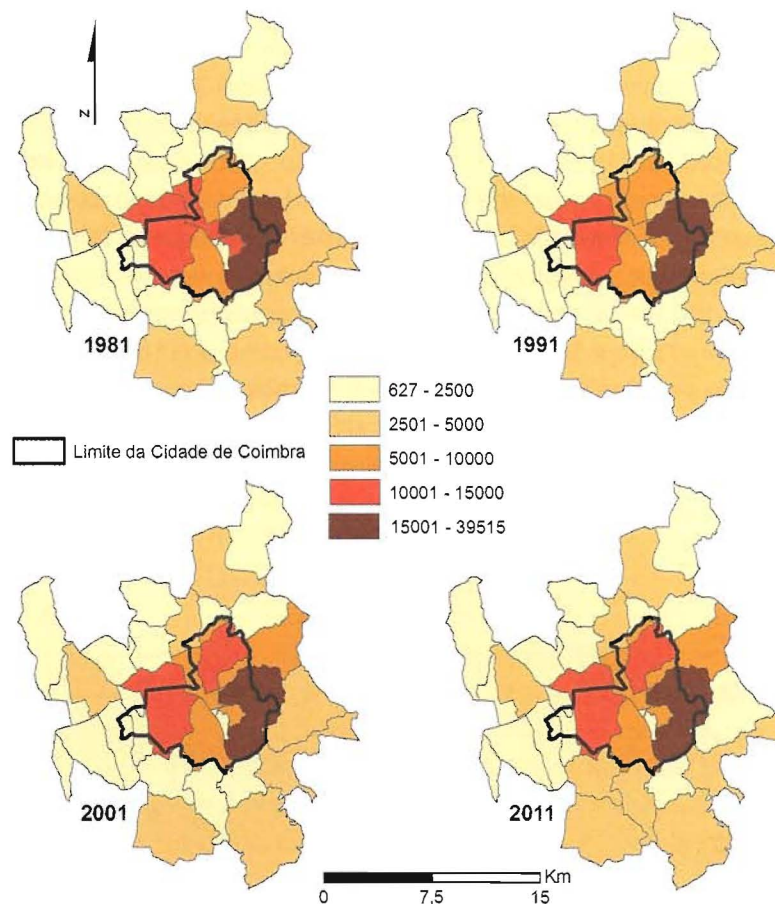 N
1981
1991
627 - 2500
2501 - 5000
Limite da Cidade de Coimbra
5001 - 10000
10001 - 15000
15001 - 39515
2001
2011
Km
0 7,5 15